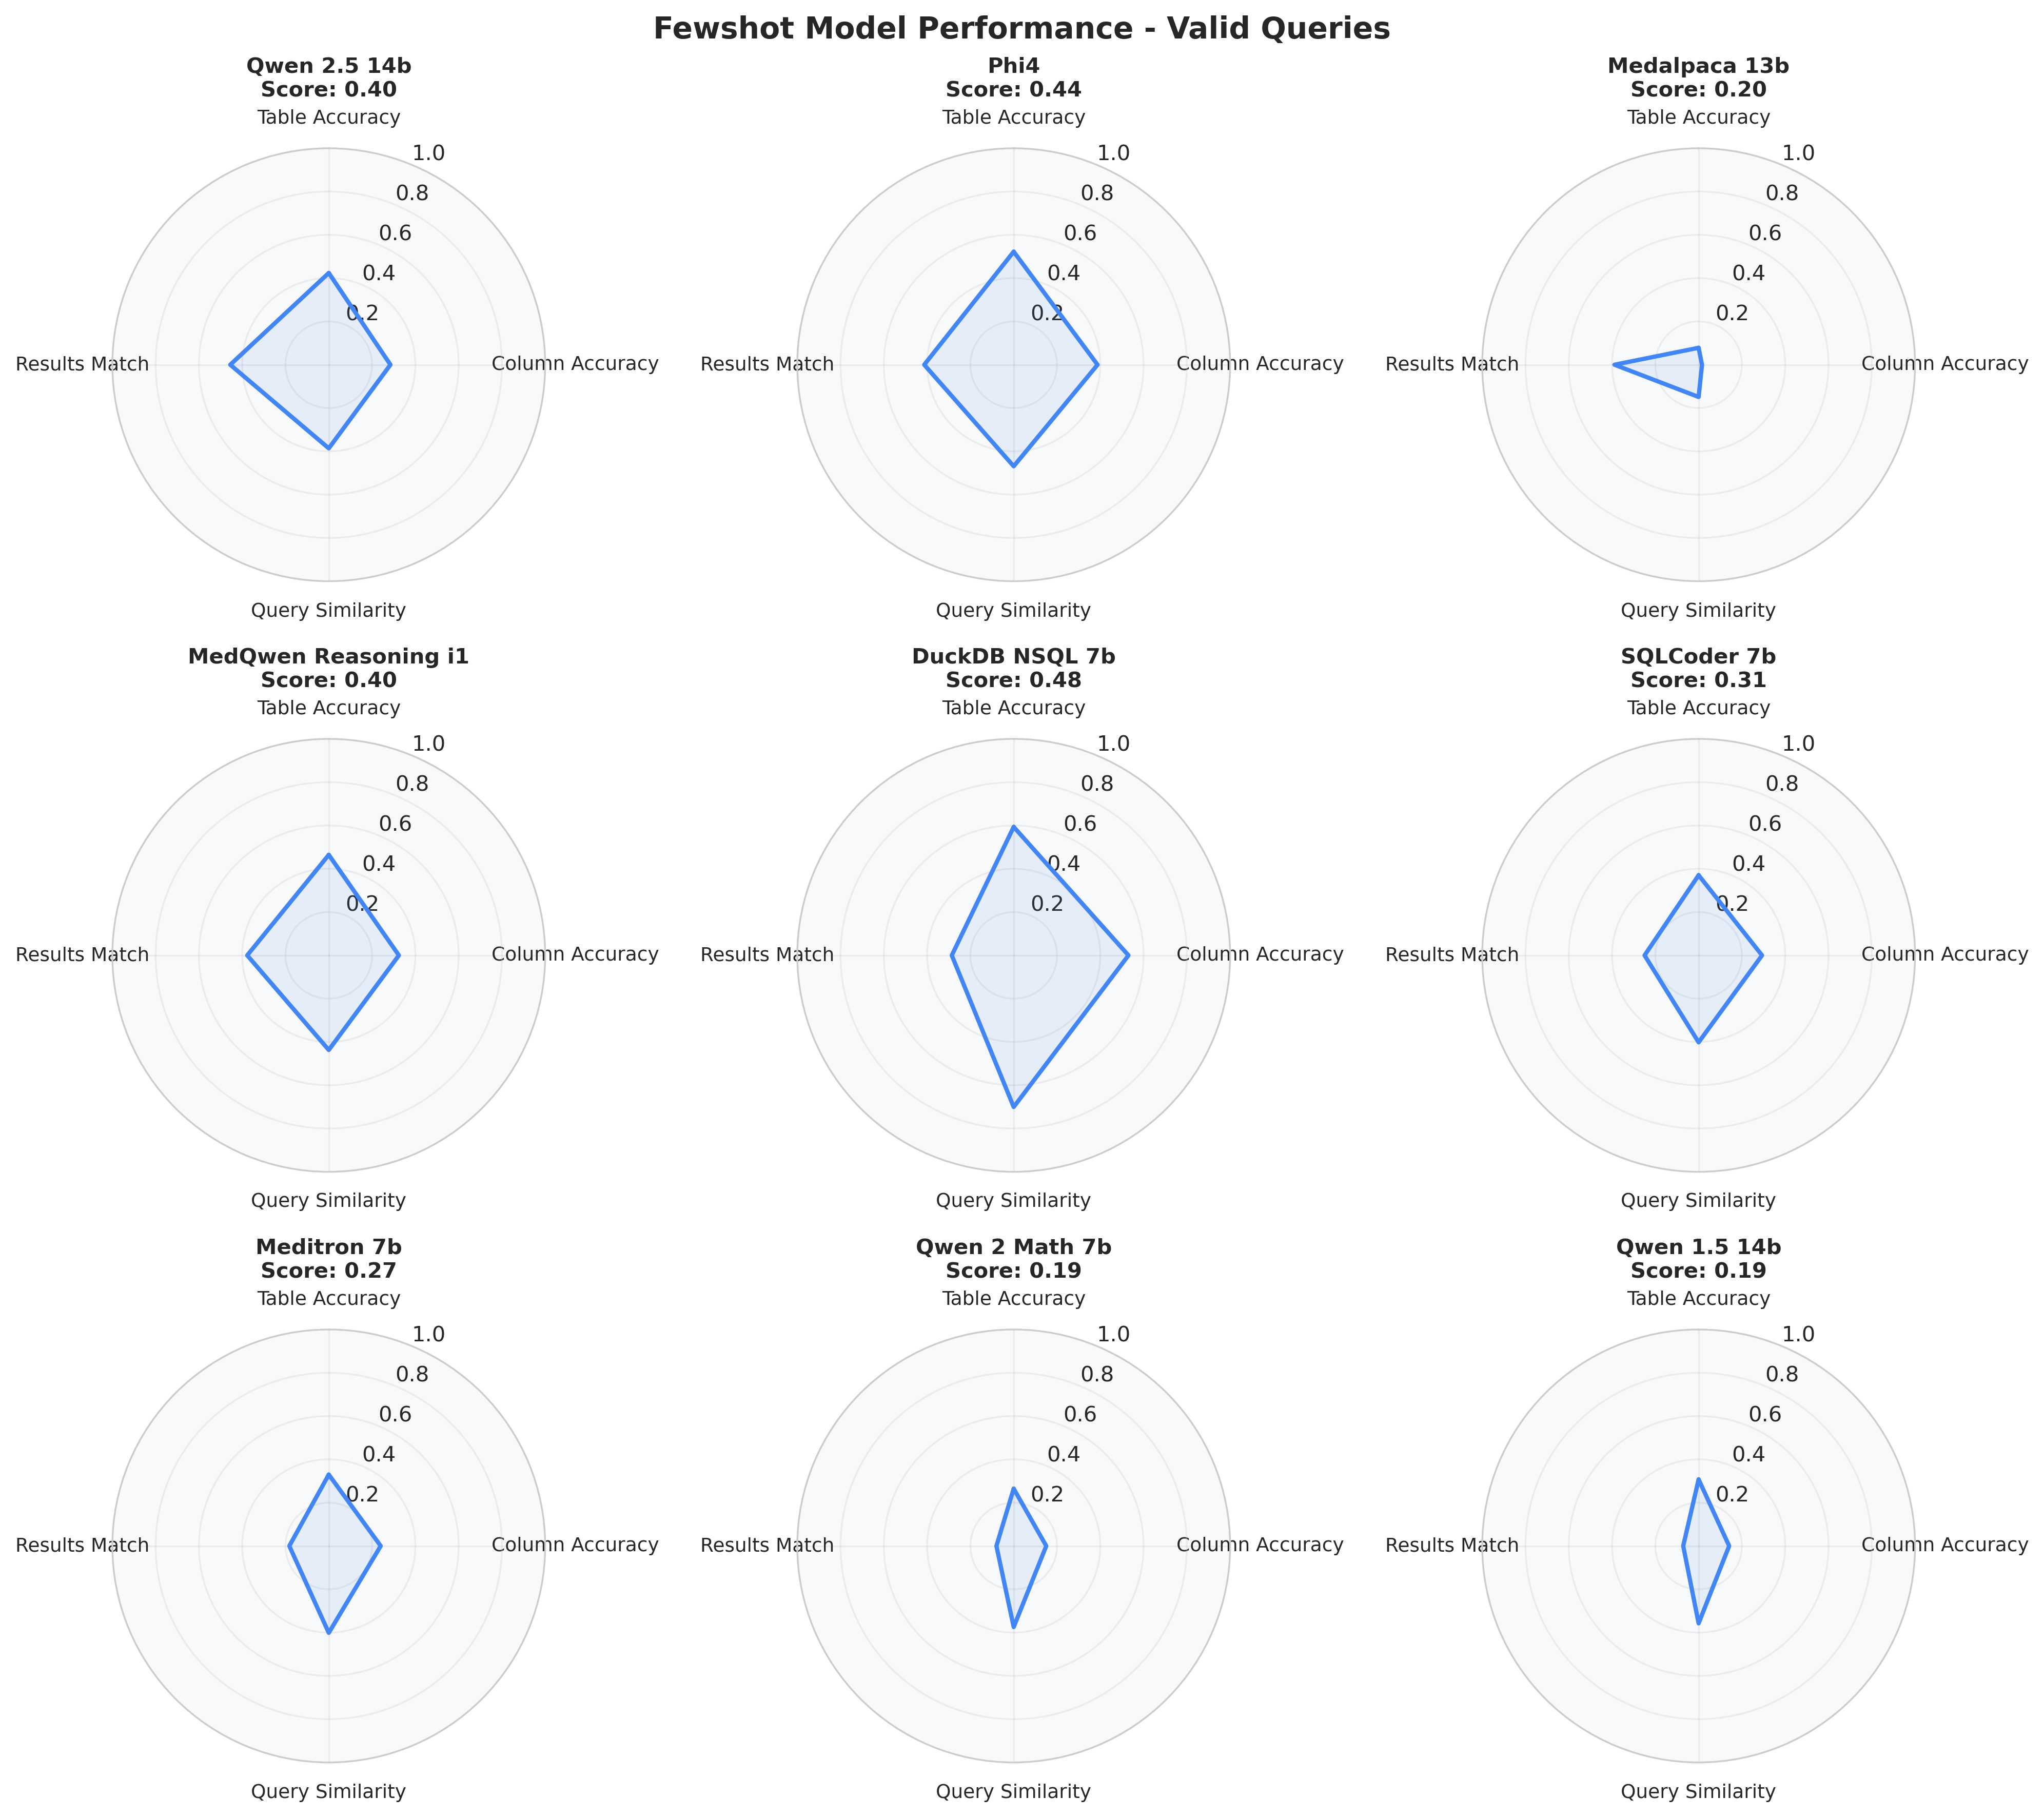 Fewshot Model Performance - Valid Queries
Qwen 2.5 14b
Score: 0.40
Table Accuracy
1.0
0.8
0.6
0.4
0.2
Results Match
Column Accuracy
Query Similarity
Phi4
Score: 0.44
Table Accuracy
1.0
0.8
0.6
0.4
0.2
Results Match
Column Accuracy
Query Similarity
Medalpaca 13b
Score: 0.20
Table Accuracy
1.0
0.8
0.6
0.4
0.2
Results Match
Column Accuracy
Query Similarity
MedQwen Reasoning i1
Score: 0.40
Table Accuracy
1.0
0.8
0.6
0.4
0.2
Results Match
Column Accuracy
Query Similarity
DuckDB NSQL 7b
Score: 0.48
Table Accuracy
1.0
0.8
0.6
0.4
0.2
Results Match
Column Accuracy
Query Similarity
SQLCoder 7b
Score: 0.31
Table Accuracy
1.0
0.8
0.6
0.4
0.2
Results Match
Column Accuracy
Query Similarity
Meditron 7b
Score: 0.27
Table Accuracy
1.0
0.8
0.6
0.4
0.2
Results Match
Column Accuracy
Query Similarity
Qwen 2 Math 7b
Score: 0.19
Table Accuracy
1.0
0.8
0.6
0.4
0.2
Results Match
Column Accuracy
Query Similarity
Qwen 1.5 14b
Score: 0.19
Table Accuracy
1.0
0.8
0.6
0.4
0.2
Results Match
Column Accuracy
Query Similarity